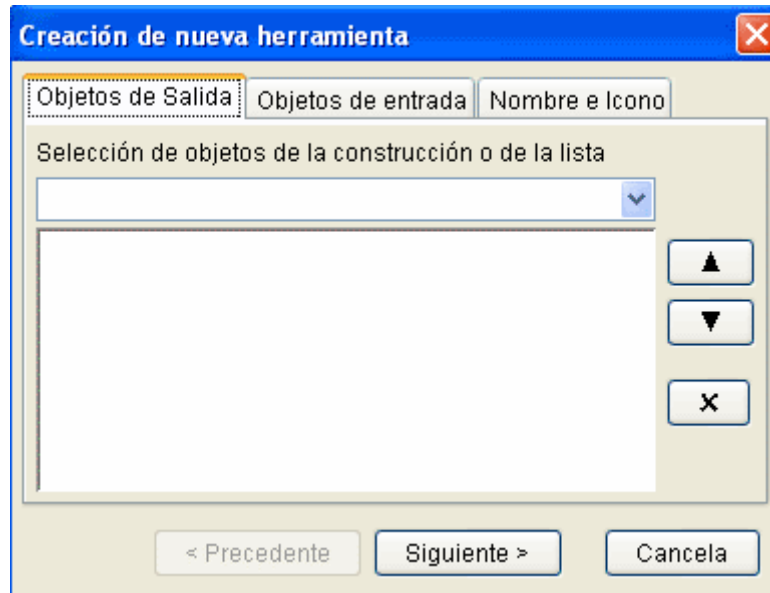 Creación de nueva herramienta
Objetos de Salida Objetos de entrada Nombre e Icono
Selección de objetos de la construcción o de la lista
< Precedente Siguiente > Cancela